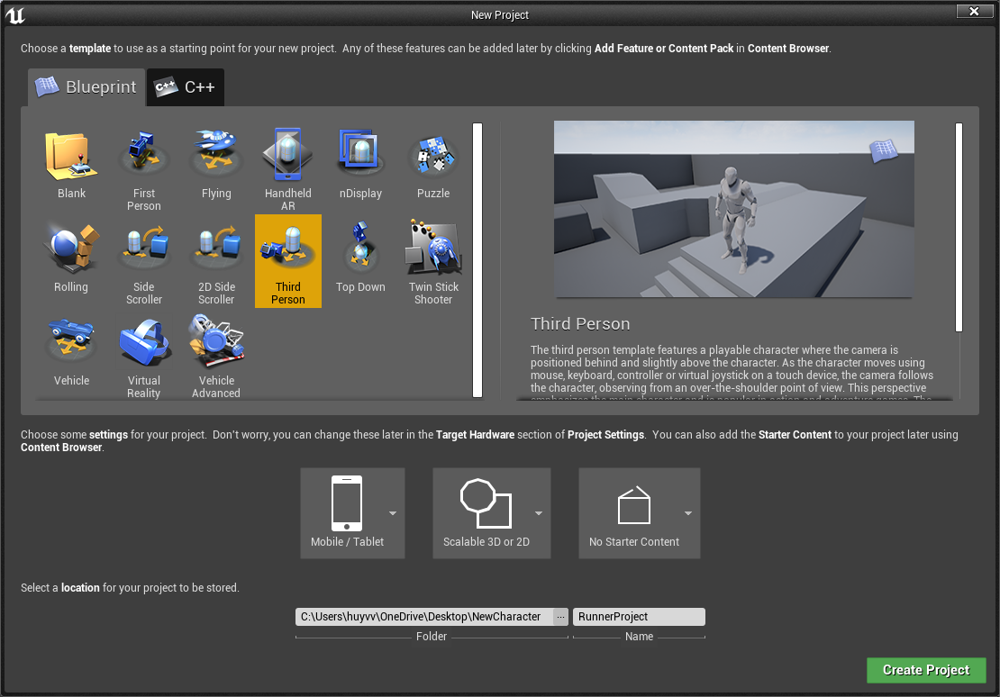 New Project
Choose a template to use as a starting point for your new project. Any of these features can be added later by clicking Add Feature or Content Pack in Content Browser.
Blueprint
C++
C++
Blank
First
Person
Flying
Handheld
AR
nDisplay
Puzzle
Rolling
Side
Scroller
2D Side
Scroller
Third
Person
Top Down
Twin Stick
Shooter
Vehicle
Virtual
Reality
Vehicle
Advanced
Third Person
The third person template features a playable character where the camera is
positioned behind and slightly above the character. As the character moves using
mouse, keyboard, controller or virtual joystick on a touch device, the camera follows
the character, observing from an over-the-shoulder point of view. This perspective
emphasizes the main character and is popular in action and adventure games. The
Choose some settings for your project. Don't worry, you can change these later in the Target Hardware section of Project Settings. You can also add the Starter Content to your project later using
Content Browser.
Mobile / Tablet
Scalable 3D or 2D
No Starter Content
Select a location for your project to be stored.
C:\Users\huyvv\OneDrive\Desktop\NewCharacter
...
RunnerProject
Folder
Name
Create Project